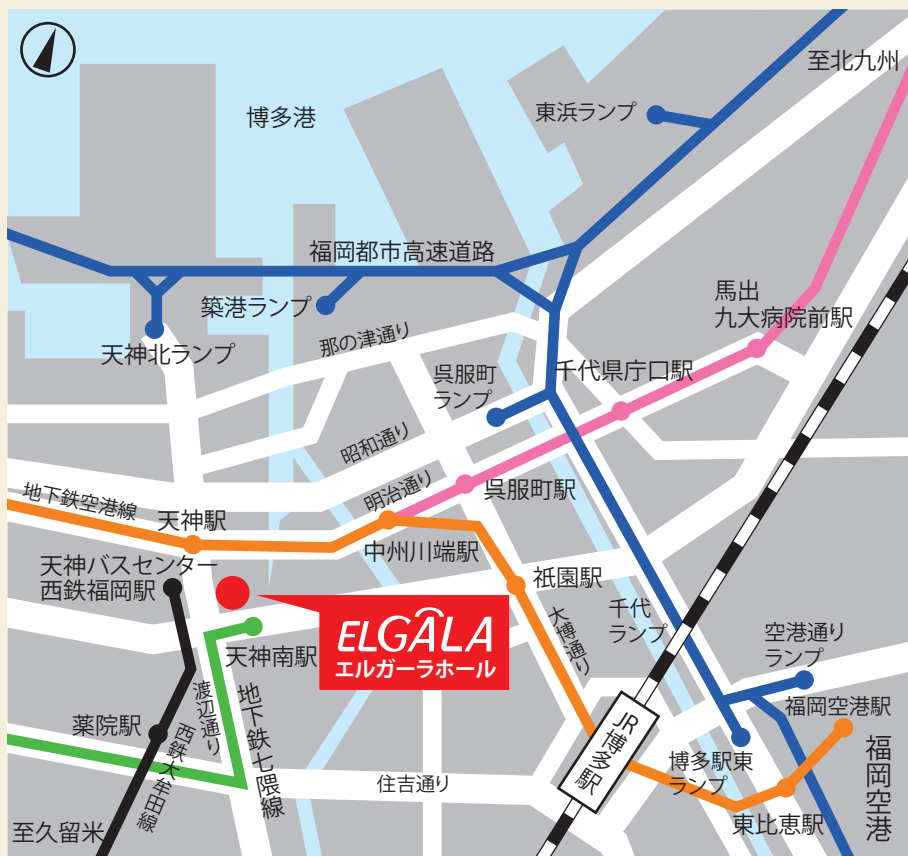 至北九州
博多港
東浜ランプ
福岡都市高速道路
築港ランプ
馬出
九大病院前駅
天神北ランプ
那の津通り
呉服町
ランプ
千代県庁口駅
昭和通り
地下鉄空港線
明治通り
呉服町駅
天神駅
中州川端駅
天神バスセンター
西鉄福岡駅
祇園駅
千代
ランプ
ELGALA
エルガーラホール
大博通り
空港通り
ランプ
天神南駅
福岡空港駅
渡辺通り
地下鉄七隈線
薬院駅
西鉄大牟田線
JR博多駅
博多駅東
ランプ
福岡空港
住吉通り
東比恵駅
至久留米